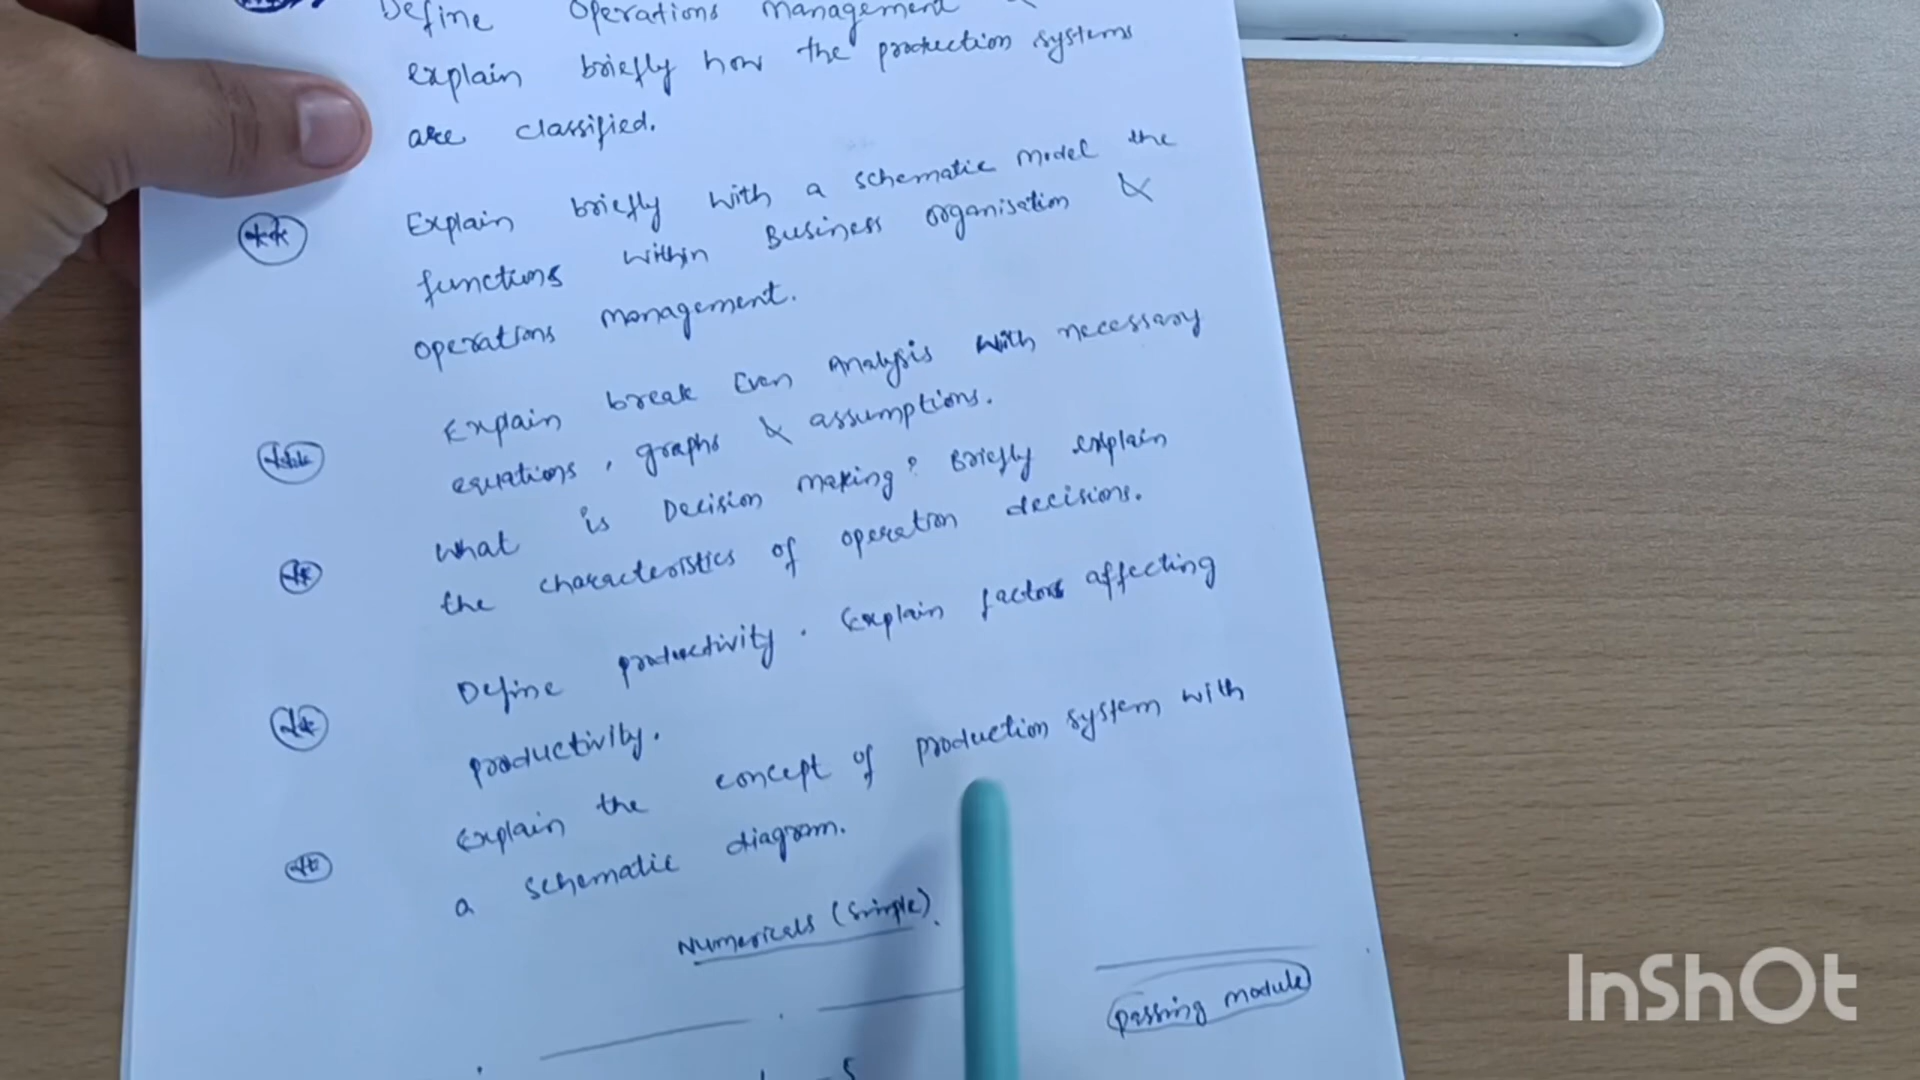 Define Operations Management &
explain briefly how the production systems
are classified.
** Explain briefly with a schematic model the
functions within Business organisation &
operations management.
Explain break Even Analysis with necessary
equations, graphs & assumptions.
What is Decision making? Briefly explain
the characteristics of operation decisions.
Define productivity. Explain factors affecting
productivity.
Explain the concept of production system with
a schematic diagram.
Numericals (Simple).
passing module
5
InShOt